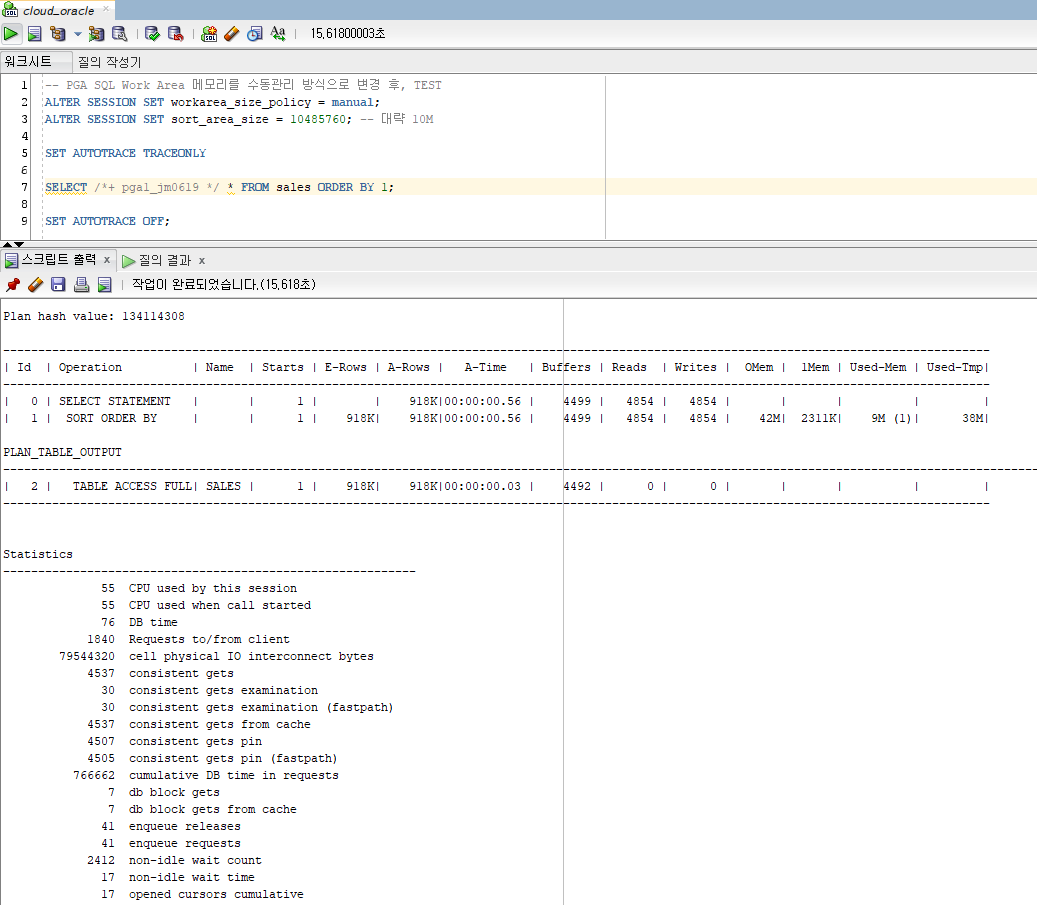 cloud_oracle
15,61800003초
워크시트 질의 작성기
1 -- PGA SQL Work Area 메모리를 수동관리 방식으로 변경 후, TEST
2 ALTER SESSION SET workarea_size_policy = manual;
3 ALTER SESSION SET sort_area_size = 10485760; -- 대략 10M
4
5 SET AUTOTRACE TRACEONLY
6
7 SELECT /*+ pga1_jm0619 */ * FROM sales ORDER BY 1;
8
9 SET AUTOTRACE OFF;
스크립트 출력 x 질의 결과 x
작업이 완료되었습니다.(15,618초)
Plan hash value: 134114308
---------------------------------------------------------------------------------------------------------------------------------------------
| Id  | Operation          | Name  | Starts | E-Rows | A-Rows |   A-Time   | Buffers | Reads  | Writes |  OMem |  1Mem | Used-Mem | Used-Tmp|
---------------------------------------------------------------------------------------------------------------------------------------------
|   0 | SELECT STATEMENT   |       |      1 |        |   918K|00:00:00.56 |    4499 |   4854 |   4854 |       |       |          |         |
|   1 |  SORT ORDER BY     |       |      1 |   918K|   918K|00:00:00.56 |    4499 |   4854 |   4854 |    42M|  2311K|    9M (1)|     38M|
PLAN_TABLE_OUTPUT
----------------------------------------------------------------------------------------------------------------------------------------------------
|   2 |   TABLE ACCESS FULL| SALES |      1 |   918K|   918K|00:00:00.03 |    4492 |      0 |      0 |       |       |          |         |
---------------------------------------------------------------------------------------------------------------------------------------------
Statistics
-----------------------------------------------------------
55 CPU used by this session
55 CPU used when call started
76 DB time
1840 Requests to/from client
79544320 cell physical IO interconnect bytes
4537 consistent gets
30 consistent gets examination
30 consistent gets examination (fastpath)
4537 consistent gets from cache
4507 consistent gets pin
4505 consistent gets pin (fastpath)
766662 cumulative DB time in requests
7 db block gets
7 db block gets from cache
41 enqueue releases
41 enqueue requests
2412 non-idle wait count
17 non-idle wait time
17 opened cursors cumulative